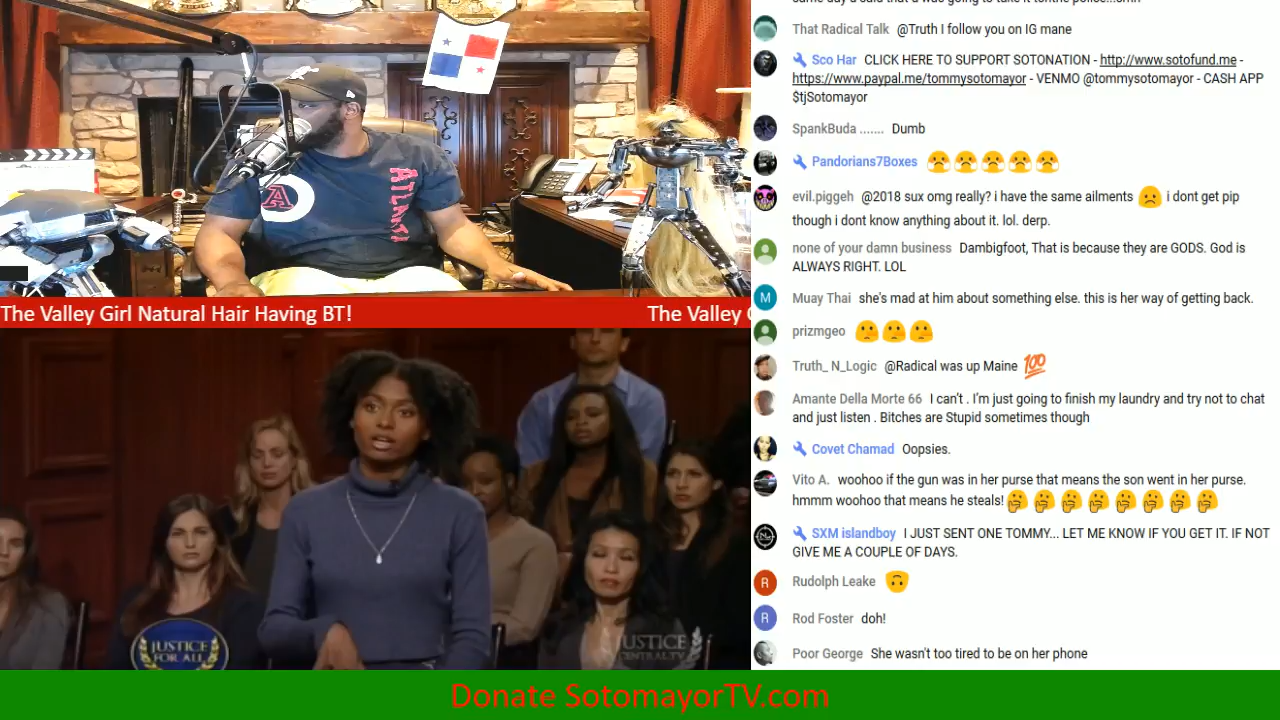 A
ATLANTA
The Valley Girl Natural Hair Having BT!
The Valley
JUSTICE
FOR ALL
JUSTICE
CENTRAL.TV
That Radical Talk @Truth I follow you on IG mane
Sco Har CLICK HERE TO SUPPORT SOTONATION - http://www.sotofund.me -
https://www.paypal.me/tommysotomayor - VENMO @tommysotomayor - CASH APP
$tjSotomayor
SpankBuda ....... Dumb
Pandorians7Boxes 😤😤😤😤😤
evil.piggeh @2018 sux omg really? i have the same ailments ☹️ i dont get pip
though i dont know anything about it. lol. derp.
none of your damn business Dambigfoot, That is because they are GODS. God is
ALWAYS RIGHT. LOL
M
Muay Thai she's mad at him about something else. this is her way of getting back.
prizmgeo 🙁🙁🙁
Truth_ N_Logic @Radical was up Maine 💯
Amante Della Morte 66 I can't . I'm just going to finish my laundry and try not to chat
and just listen . Bitches are Stupid sometimes though
Covet Chamad Oopsies.
Vito A. woohoo if the gun was in her purse that means the son went in her purse.
hmmm woohoo that means he steals! 🤔🤔🤔🤔🤔🤔🤔🤔
SXM islandboy I JUST SENT ONE TOMMY... LET ME KNOW IF YOU GET IT. IF NOT
GIVE ME A COUPLE OF DAYS.
R
Rudolph Leake 🙃
R
Rod Foster doh!
Poor George She wasn't too tired to be on her phone
Donate SotomayorTV.com